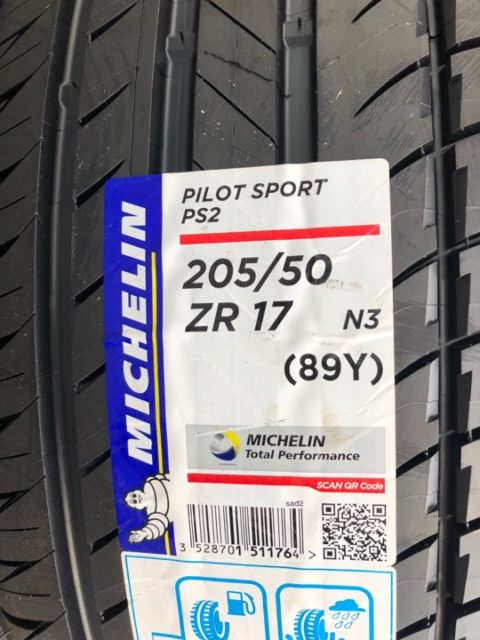 MICHELIN
PILOT SPORT
PS2
205/50
ZR 17 N3
(89Y)
MICHELIN
Total Performance
SCAN QR Code
sad2
3 528701 511764 >